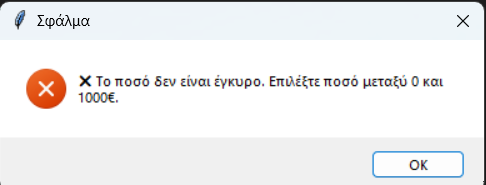 Σφάλμα
❌ Το ποσό δεν είναι έγκυρο. Επιλέξτε ποσό μεταξύ 0 και
1000€.
OK